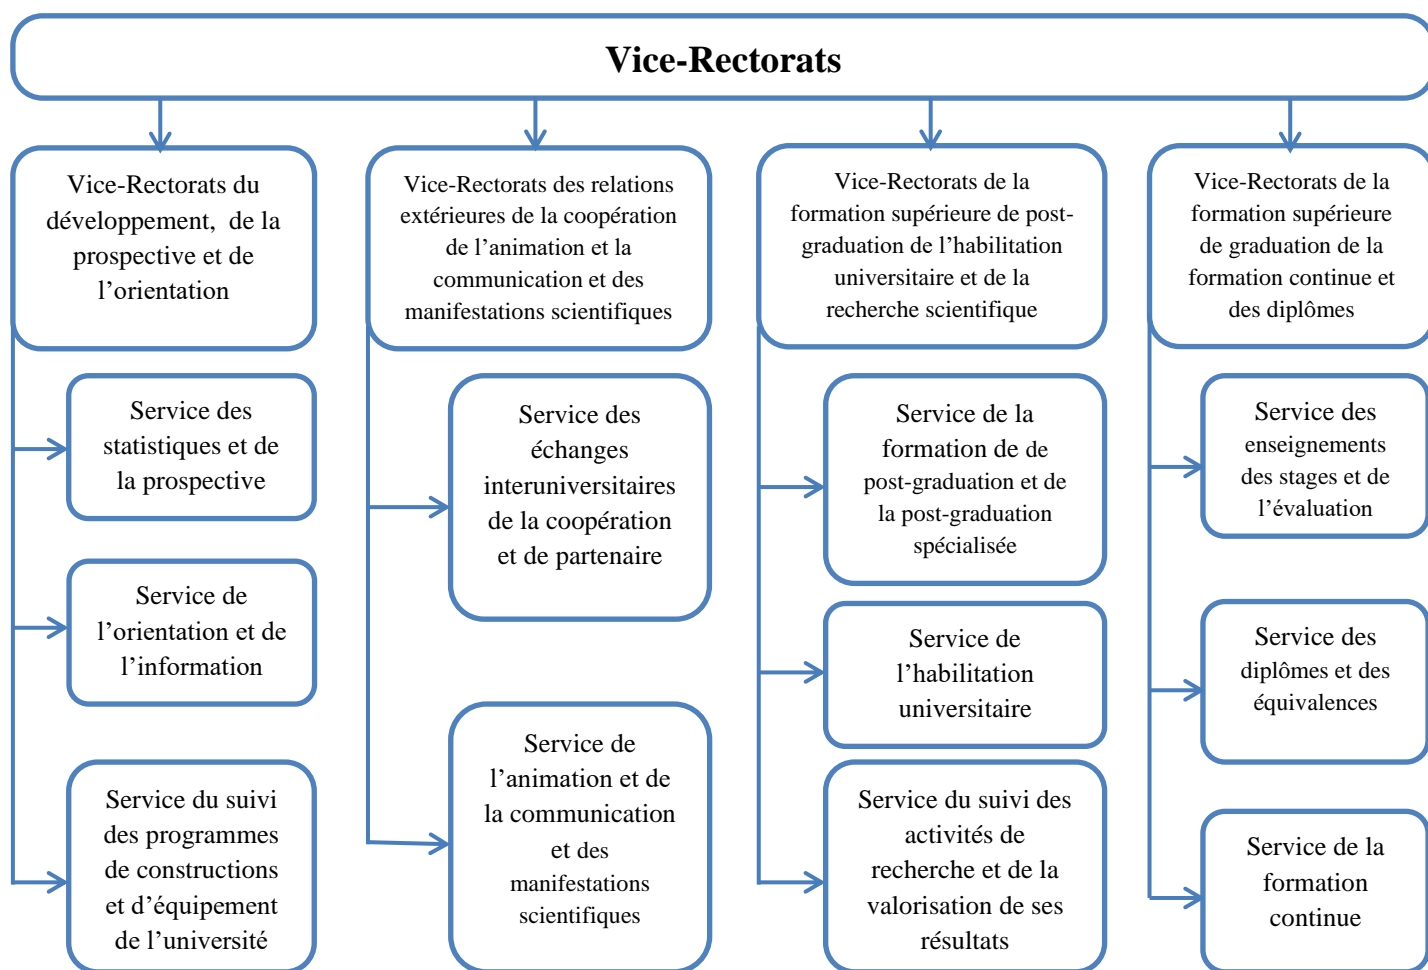 Vice-Rectorats
Vice-Rectorats du
développement, de la
prospective et de
l’orientation
Service des
statistiques et de
la prospective
Service de
l’orientation et de
l’information
Service du suivi
des programmes
de constructions
et d’équipement
de l’université
Vice-Rectorats des relations
extérieures de la coopération
de l’animation et la
communication et des
manifestations scientifiques
Service des
échanges
interuniversitaires
de la coopération
et de partenaire
Service de
l’animation et de
la communication
et des
manifestations
scientifiques
Vice-Rectorats de la
formation supérieure de post-
graduation de l’habilitation
universitaire et de la
recherche scientifique
Service de la
formation de de
post-graduation et de
la post-graduation
spécialisée
Service de
l’habilitation
universitaire
Service du suivi des
activités de
recherche et de la
valorisation de ses
résultats
Vice-Rectorats de la
formation supérieure
de graduation de la
formation continue et
des diplômes
Service des
enseignements
des stages et de
l’évaluation
Service des
diplômes et des
équivalences
Service de la
formation
continue